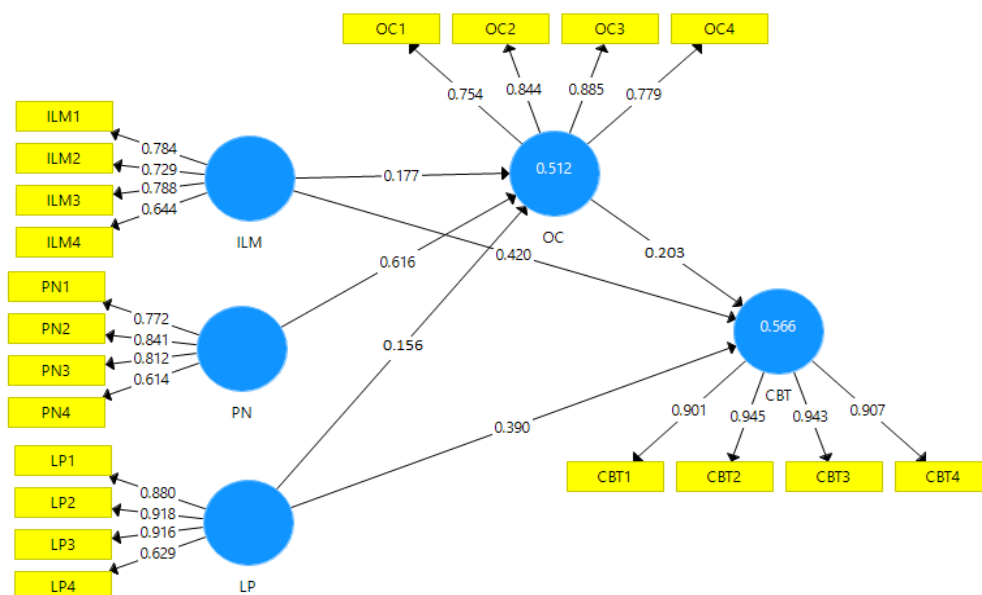 OC1
OC2
OC3
OC4
0.754
0.844
0.885
0.779
ILM1
ILM2
ILM3
ILM4
0.784
0.729
0.788
0.644
ILM
0.177
0.512
OC
0.420
0.203
0.616
PN1
PN2
PN3
PN4
0.772
0.841
0.812
0.614
PN
0.156
0.566
CBT
0.390
0.901
0.945
0.943
0.907
CBT1
CBT2
CBT3
CBT4
LP1
LP2
LP3
LP4
0.880
0.918
0.916
0.629
LP